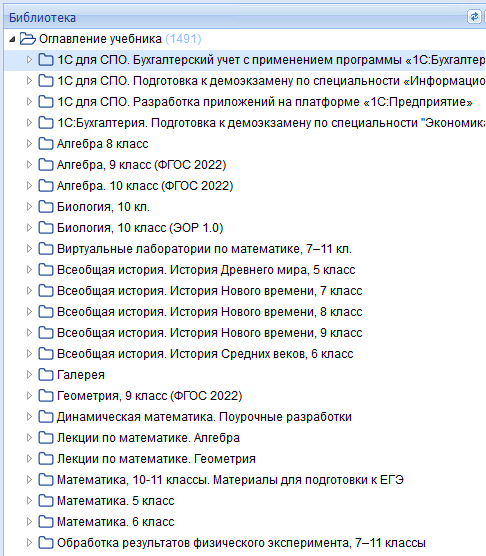 Библиотека
Оглавление учебника (1491)
1С для СПО. Бухгалтерский учет с применением программы «1С:Бухгалтер
1С для СПО. Подготовка к демоэкзамену по специальности «Информацио
1С для СПО. Разработка приложений на платформе «1С:Предприятие»
1С:Бухгалтерия. Подготовка к демоэкзамену по специальности "Экономика
Алгебра 8 класс
Алгебра, 9 класс (ФГОС 2022)
Алгебра. 10 класс (ФГОС 2022)
Биология, 10 кл.
Биология, 10 класс (ЭОР 1.0)
Виртуальные лаборатории по математике, 7–11 кл.
Всеобщая история. История Древнего мира, 5 класс
Всеобщая история. История Нового времени, 7 класс
Всеобщая история. История Нового времени, 8 класс
Всеобщая история. История Нового времени, 9 класс
Всеобщая история. История Средних веков, 6 класс
Галерея
Геометрия, 9 класс (ФГОС 2022)
Динамическая математика. Поурочные разработки
Лекции по математике. Алгебра
Лекции по математике. Геометрия
Математика, 10-11 классы. Материалы для подготовки к ЕГЭ
Математика. 5 класс
Математика. 6 класс
Обработка результатов физического эксперимента, 7–11 классы